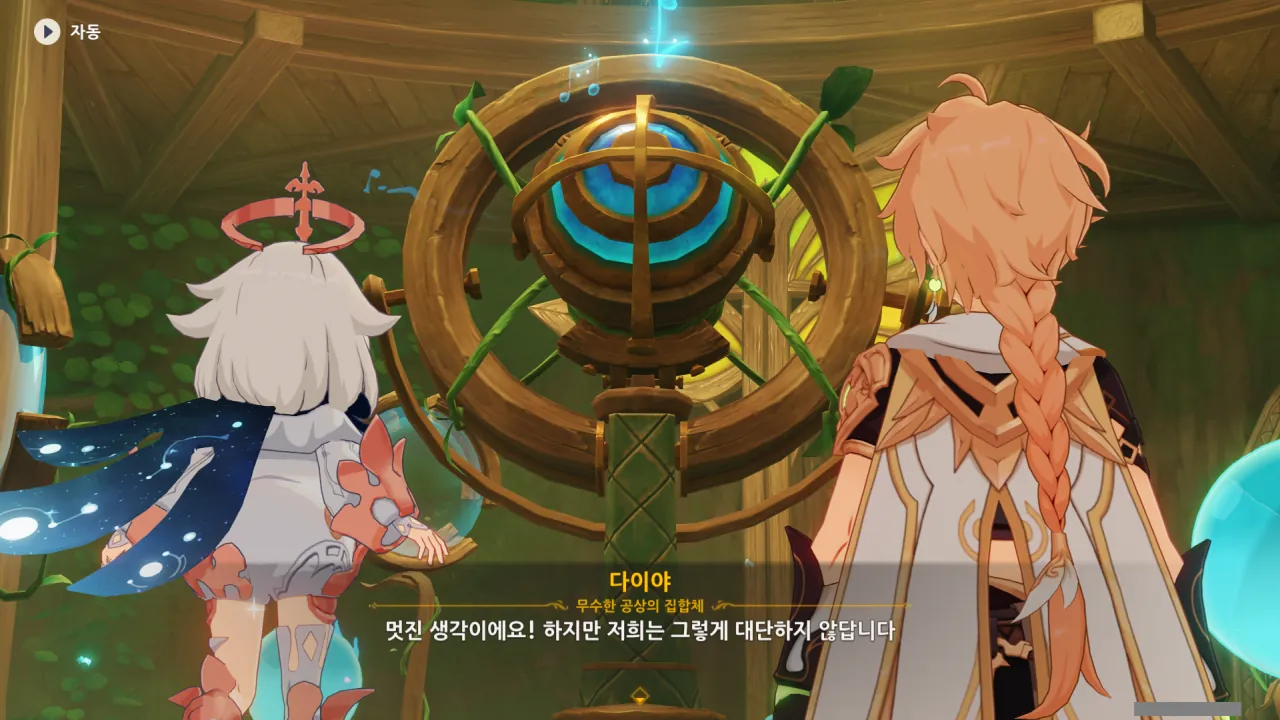 자동
다이야
무수한 공상의 집합체
멋진 생각이에요! 하지만 저희는 그렇게 대단하지 않답니다